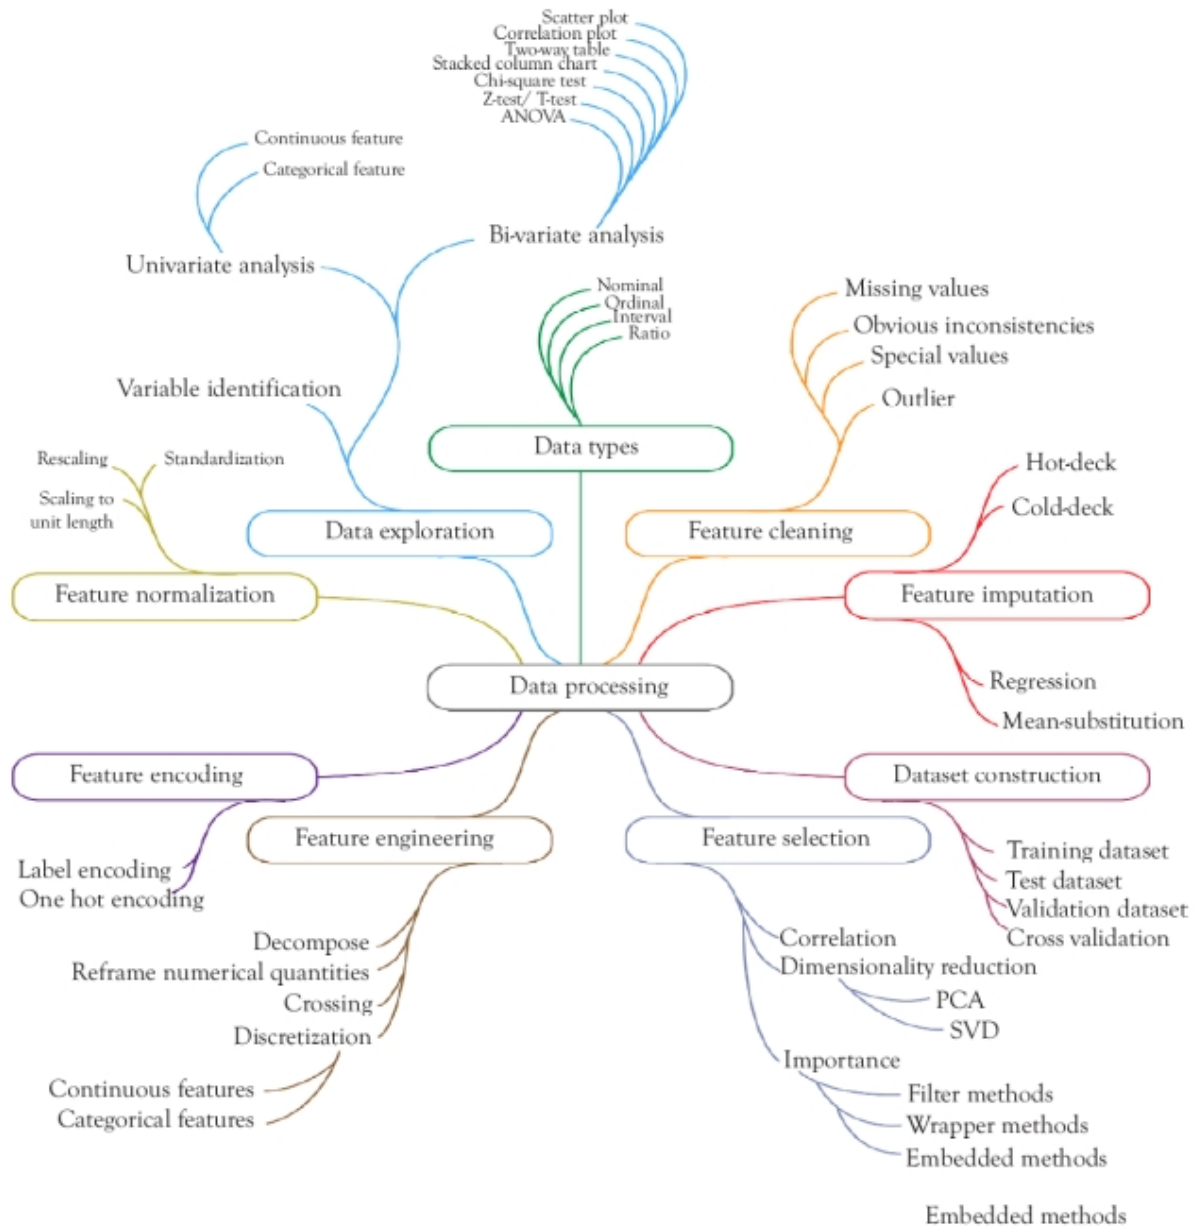 Scatter plot
Correlation plot
Two-way table
Stacked column chart
Chi-square test
Z-test/ T-test
ANOVA
Continuous feature
Categorical feature
Bi-variate analysis
Univariate analysis
Nominal
Ordinal
Interval
Ratio
Missing values
Obvious inconsistencies
Special values
Outlier
Variable identification
Data types
Rescaling
Standardization
Scaling to
unit length
Hot-deck
Cold-deck
Data exploration
Feature cleaning
Feature normalization
Feature imputation
Data processing
Regression
Mean-substitution
Feature encoding
Dataset construction
Feature engineering
Feature selection
Label encoding
One hot encoding
Training dataset
Test dataset
Validation dataset
Cross validation
Decompose
Reframe numerical quantities
Crossing
Discretization
Continuous features
Categorical features
Correlation
Dimensionality reduction
PCA
SVD
Importance
Filter methods
Wrapper methods
Embedded methods
Embedded methods